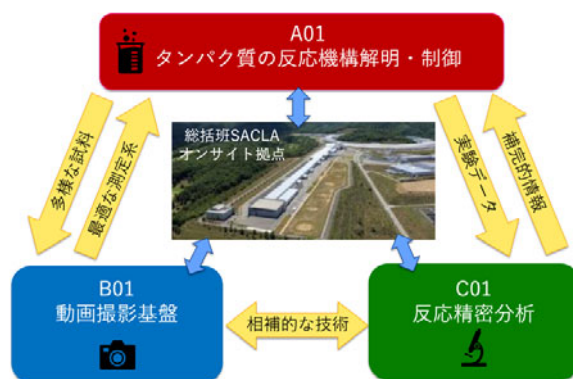 A01
タンパク質の反応機構解明・制御
総括班SACLA
オンサイト拠点
多様な試料
最適な測定系
実験データ
補完的情報
B01
動画撮影基盤
相補的な技術
C01
反応精密分析